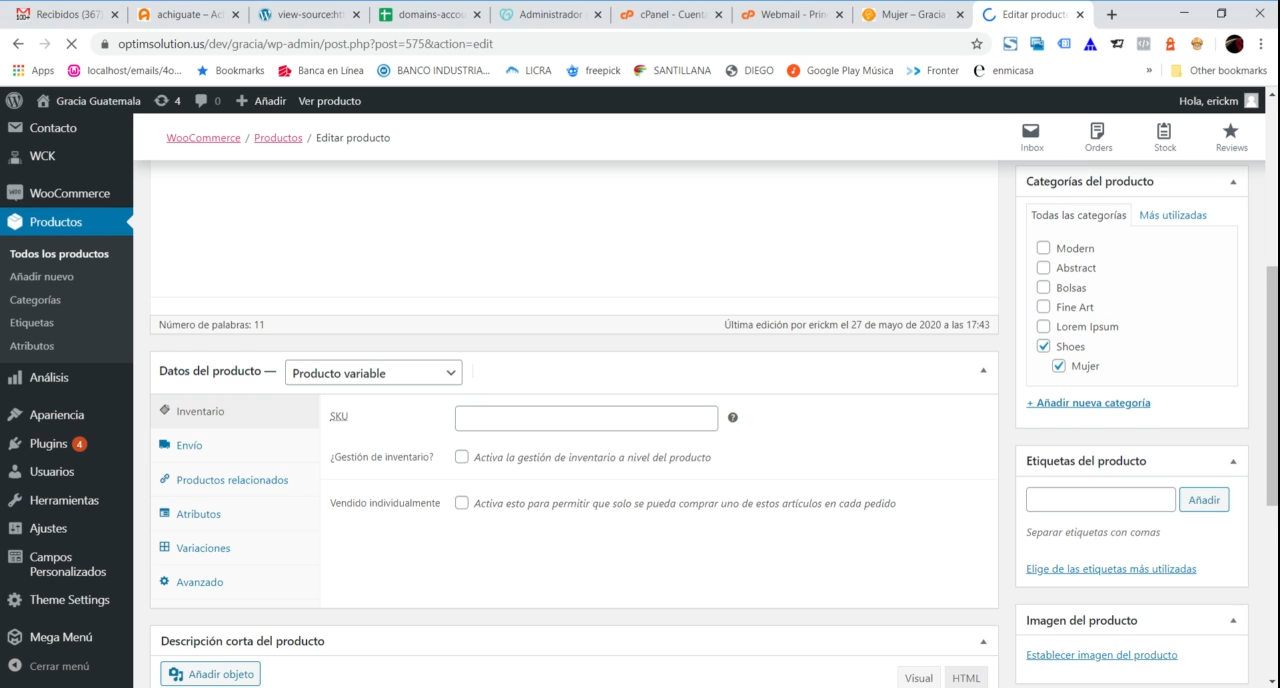 Recibidos (367)
achiguate – Act
view-source:htt
domains-accou
Administrador
cPanel - Cuenta
Webmail - Prin
Mujer – Gracia
Editar producto
optimsolution.us/dev/gracia/wp-admin/post.php?post=575&action=edit
Apps
localhost/emails/4o...
Bookmarks
Banca en Línea
BANCO INDUSTRIA...
LICRA
freepick
SANTILLANA
DIEGO
Google Play Música
Fronter
enmicasa
»
Other bookmarks
Gracia Guatemala
4
0
Añadir
Ver producto
Hola, erickm
Contacto
WCK
WooCommerce
Productos
Todos los productos
Añadir nuevo
Categorías
Etiquetas
Atributos
Análisis
Apariencia
Plugins 4
Usuarios
Herramientas
Ajustes
Campos
Personalizados
Theme Settings
Mega Menú
Cerrar menú
WooCommerce / Productos / Editar producto
Inbox
Orders
Stock
Reviews
Número de palabras: 11
Última edición por erickm el 27 de mayo de 2020 a las 17:43
Datos del producto —
Producto variable
Inventario
Envío
Productos relacionados
Atributos
Variaciones
Avanzado
SKU
¿Gestión de inventario?
Activa la gestión de inventario a nivel del producto
Vendido individualmente
Activa esto para permitir que solo se pueda comprar uno de estos artículos en cada pedido
Descripción corta del producto
Añadir objeto
Visual
HTML
Categorías del producto
Todas las categorías
Más utilizadas
Modern
Abstract
Bolsas
Fine Art
Lorem Ipsum
Shoes
Mujer
+ Añadir nueva categoría
Etiquetas del producto
Añadir
Separar etiquetas con comas
Elige de las etiquetas más utilizadas
Imagen del producto
Establecer imagen del producto